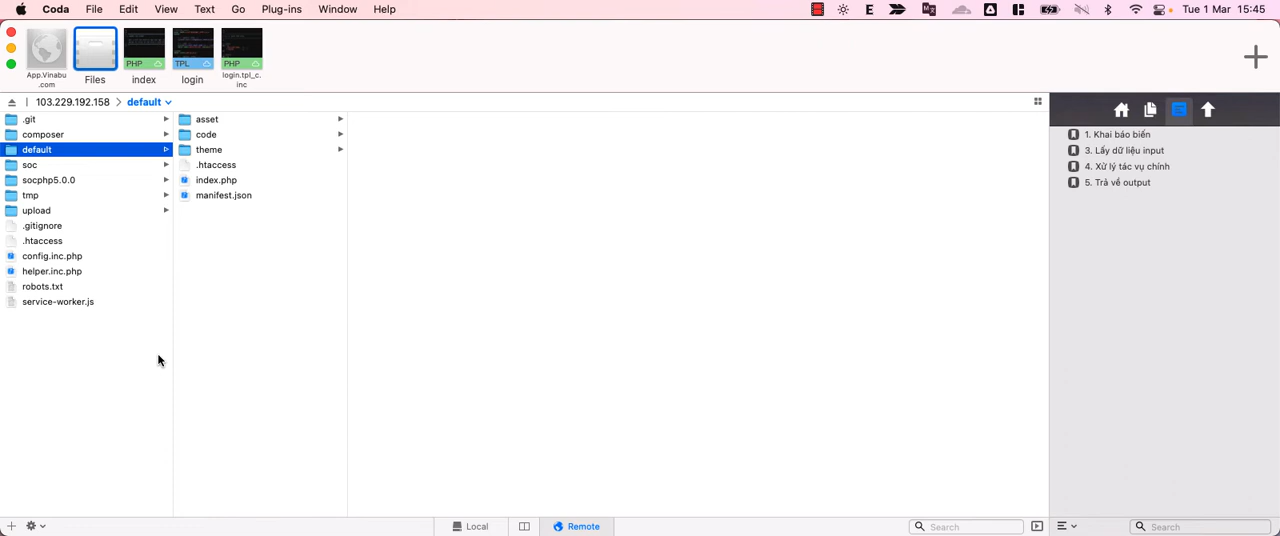 Coda File Edit View Text Go Plug-ins Window Help Tue 1 Mar 15:45
PHP TPL PHP
App.Vinabu
.com
Files
index
login
login.tpl_c.
inc
103.229.192.158 > default
.git
composer
default
soc
socphp5.0.0
tmp
upload
.gitignore
.htaccess
config.inc.php
helper.inc.php
robots.txt
service-worker.js
asset
code
theme
.htaccess
index.php
manifest.json
1. Khai báo biến
3. Lấy dữ liệu input
4. Xử lý tác vụ chính
5. Trả về output
Local
Remote
Search
Search